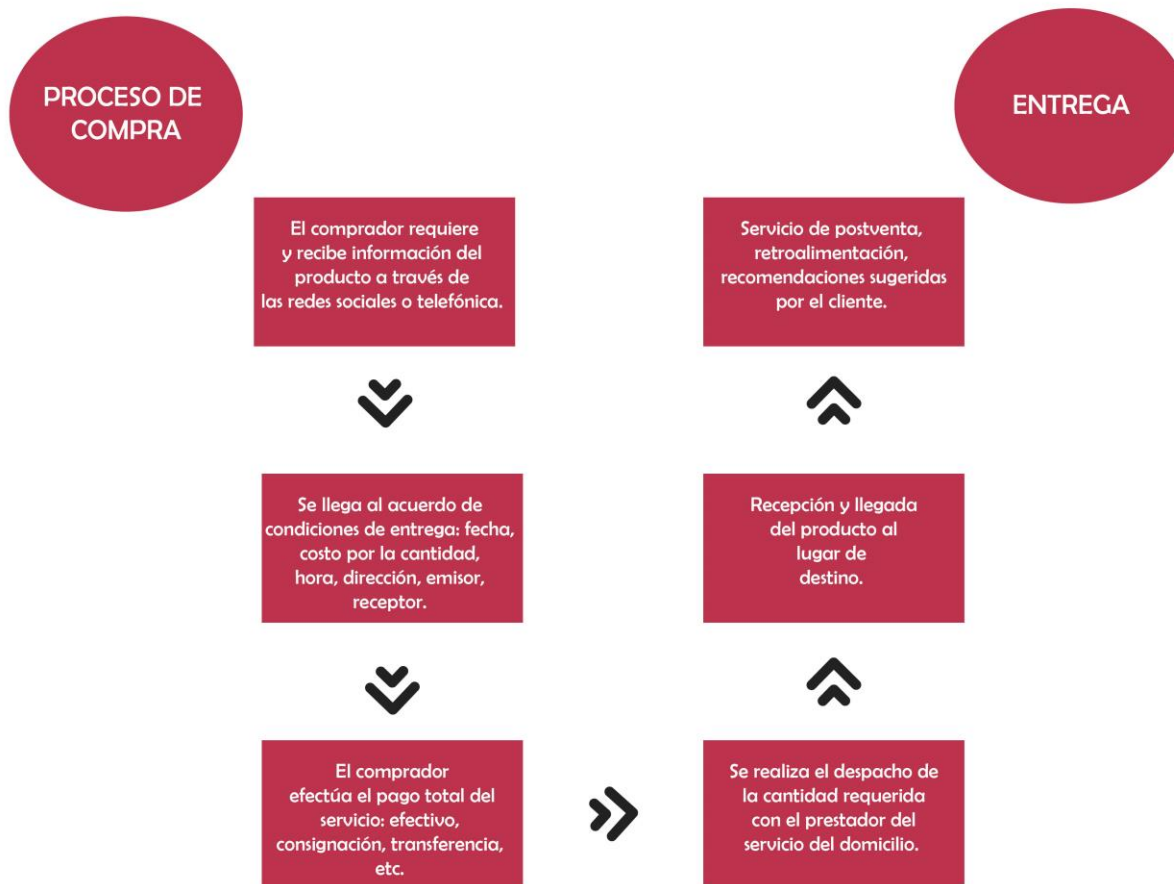 PROCESO DE
COMPRA
El comprador requiere
y recibe información del
producto a través de
las redes sociales o telefónica.
Se llega al acuerdo de
condiciones de entrega: fecha,
costo por la cantidad,
hora, dirección, emisor,
receptor.
El comprador
efectúa el pago total del
servicio: efectivo,
consignación, transferencia,
etc.
Se realiza el despacho de
la cantidad requerida
con el prestador del
servicio del domicilio.
Recepción y llegada
del producto al
lugar de
destino.
Servicio de postventa,
retroalimentación,
recomendaciones sugeridas
por el cliente.
ENTREGA